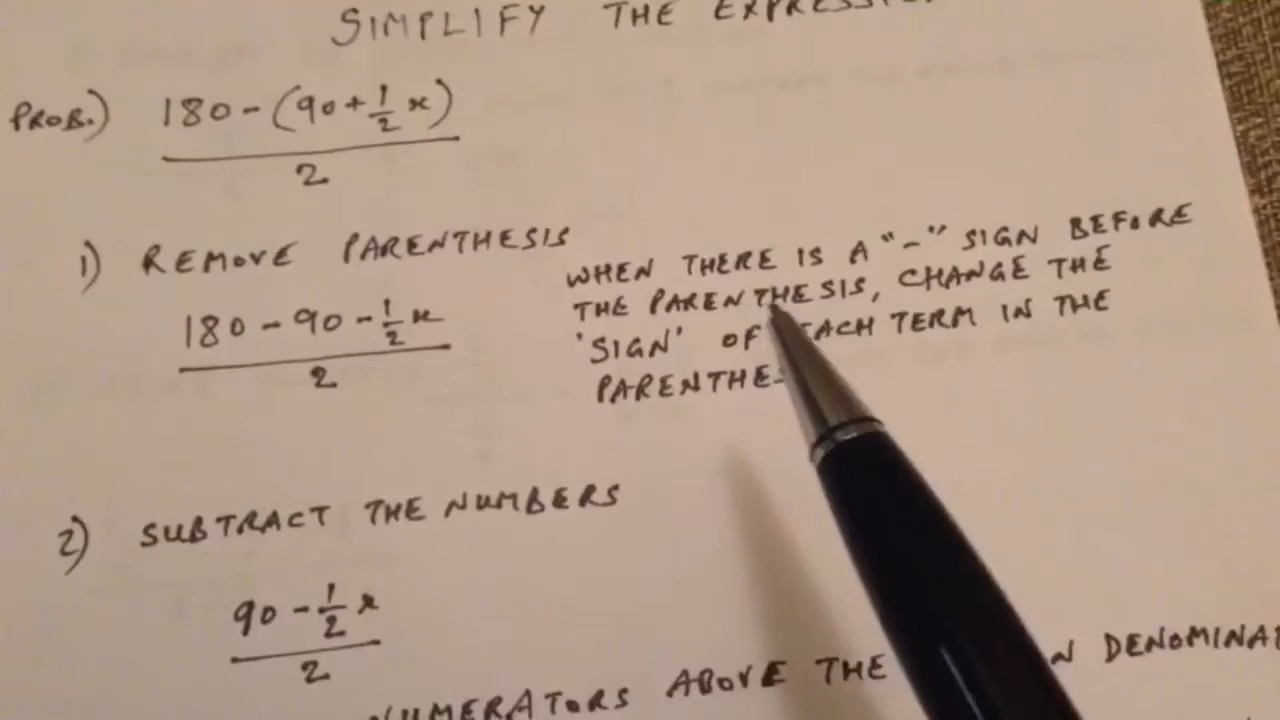 SIMPLIFY THE
PROB.) 180-(90+1/2 x)
2
1) REMOVE PARENTHESIS
180-90-1/2 x
2
WHEN THERE IS A "-" SIGN BEFORE
THE PARENTHESIS, CHANGE THE
'SIGN' OF EACH TERM IN THE
2) SUBTRACT THE NUMBERS
90-1/2 x
2
NUMERATORS ABOVE THE